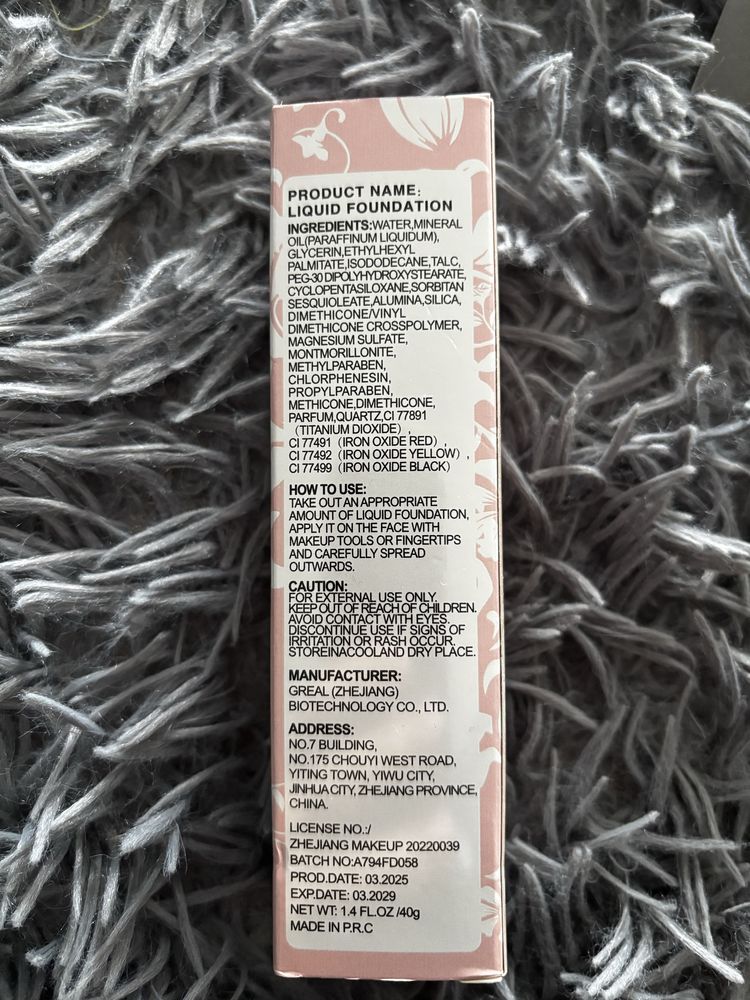 PRODUCT NAME:
LIQUID FOUNDATION
INGREDIENTS:WATER,MINERAL
OIL(PARAFFINUM LIQUIDUM),
GLYCERIN,ETHYLHEXYL
PALMITATE,ISODODECANE,TALC,
PEG-30 DIPOLYHYDROXYSTEARATE,
CYCLOPENTASILOXANE,SORBITAN
SESQUIOLEATE,ALUMINA,SILICA,
DIMETHICONE/VINYL
DIMETHICONE CROSSPOLYMER,
MAGNESIUM SULFATE,
MONTMORILLONITE,
METHYLPARABEN,
CHLORPHENESIN,
PROPYLPARABEN,
METHICONE,DIMETHICONE,
PARFUM,QUARTZ,CI 77891
(TITANIUM DIOXIDE),
CI 77491 (IRON OXIDE RED),
CI 77492 (IRON OXIDE YELLOW),
CI 77499 (IRON OXIDE BLACK)
HOW TO USE:
TAKE OUT AN APPROPRIATE
AMOUNT OF LIQUID FOUNDATION,
APPLY IT ON THE FACE WITH
MAKEUP TOOLS OR FINGERTIPS
AND CAREFULLY SPREAD
OUTWARDS.
CAUTION:
FOR EXTERNAL USE ONLY.
KEEP OUT OF REACH OF CHILDREN.
AVOID CONTACT WITH EYES.
DISCONTINUE USE IF SIGNS OF
IRRITATION OR RASH OCCUR.
STOREINACOOLAND DRY PLACE.
MANUFACTURER:
GREAL (ZHEJIANG)
BIOTECHNOLOGY CO., LTD.
ADDRESS:
NO.7 BUILDING,
NO.175 CHOUYI WEST ROAD,
YITING TOWN, YIWU CITY,
JINHUA CITY, ZHEJIANG PROVINCE,
CHINA.
LICENSE NO.:/
ZHEJIANG MAKEUP 20220039
BATCH NO:A794FD058
PROD.DATE: 03.2025
EXP.DATE: 03.2029
NET WT: 1.4 FL.OZ /40g
MADE IN P.R.C